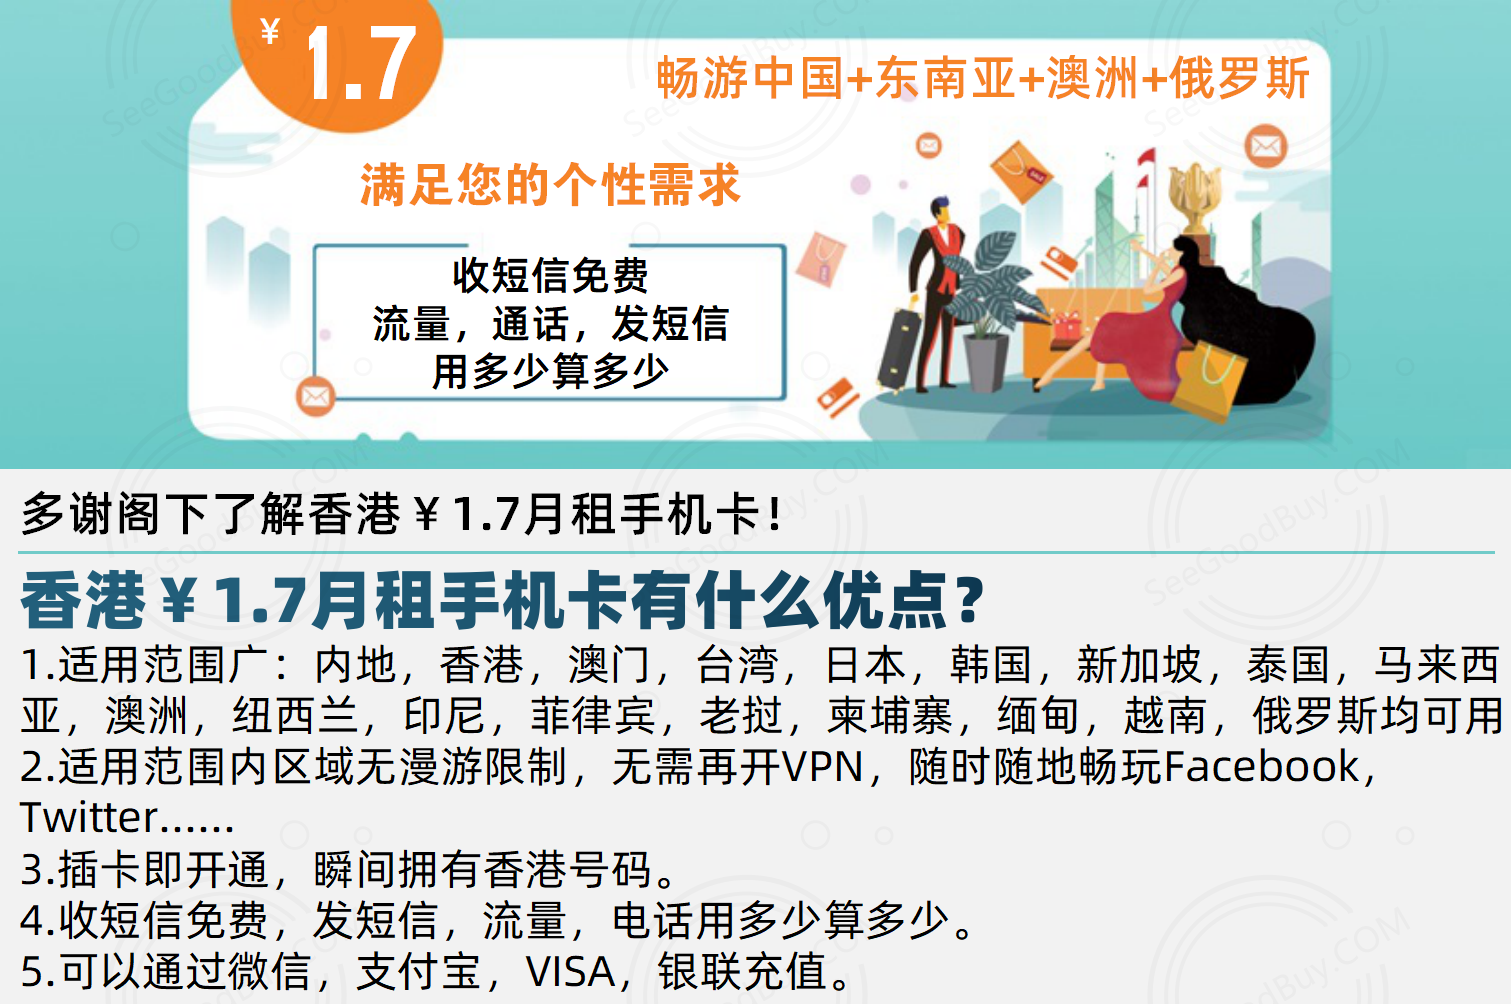 ¥ 1.7
畅游中国+东南亚+澳洲+俄罗斯
满足您的个性需求
收短信免费
流量，通话，发短信
用多少算多少
多谢阁下了解香港￥1.7月租手机卡！
香港￥1.7月租手机卡有什么优点？
1.适用范围广：内地，香港，澳门，台湾，日本，韩国，新加坡，泰国，马来西
亚，澳洲，纽西兰，印尼，菲律宾，老挝，柬埔寨，缅甸，越南，俄罗斯均可用
2.适用范围内区域无漫游限制，无需再开VPN，随时随地畅玩Facebook，
Twitter......
3.插卡即开通，瞬间拥有香港号码。
4.收短信免费，发短信，流量，电话用多少算多少。
5.可以通过微信，支付宝，VISA，银联充值。
SeeGoodBuy.COM